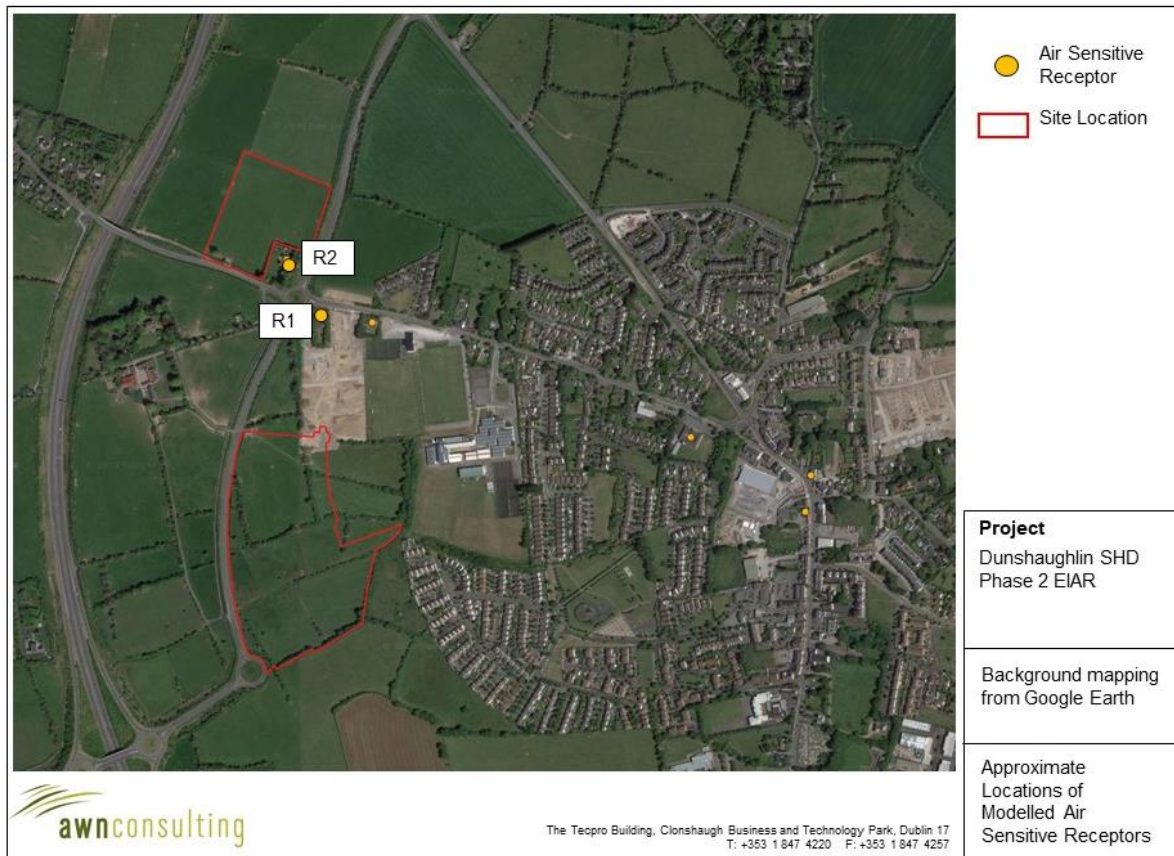 Air Sensitive
Receptor
Site Location
R2
R1
Project
Dunshaughlin SHD
Phase 2 EIAR
Background mapping
from Google Earth
Approximate
Locations of
Modelled Air
Sensitive Receptors
awnconsulting
The Tecpro Building, Clonshaugh Business and Technology Park, Dublin 17
T: +353 1 847 4220 F: +353 1 847 4257